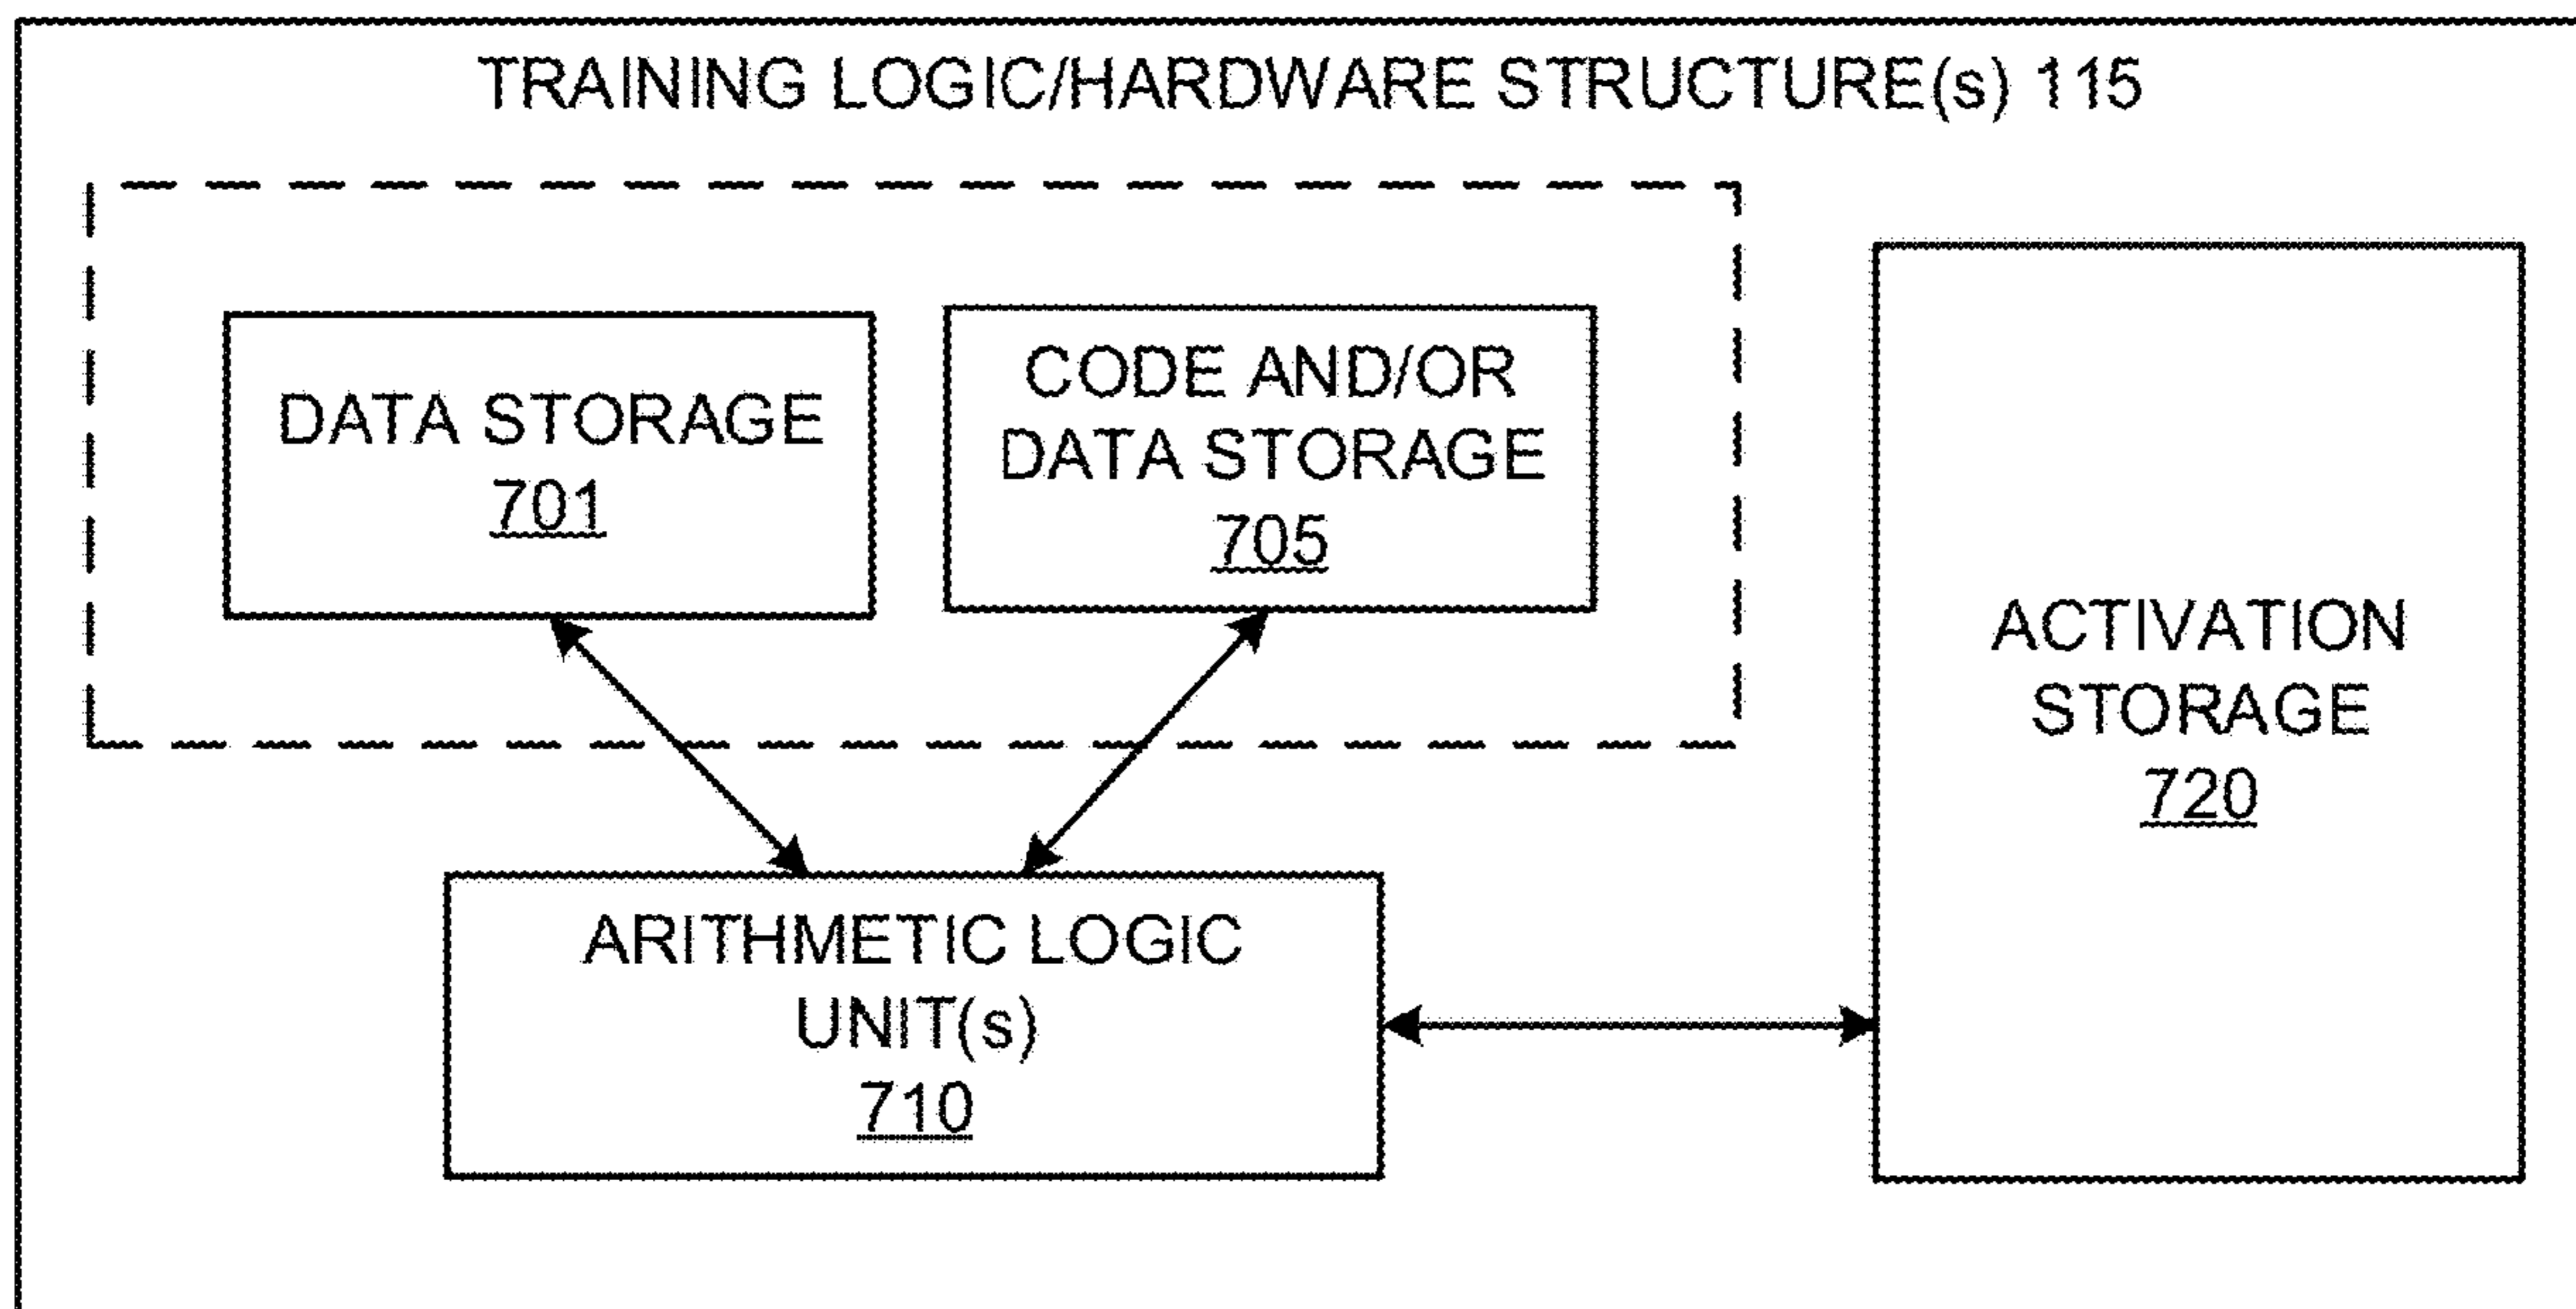 TRAINING LOGIC/HARDWARE STRUCTURE(s) 115
DATA STORAGE
701
CODE AND/OR
DATA STORAGE
705
ACTIVATION
STORAGE
720
ARITHMETIC LOGIC
UNIT(s)
710